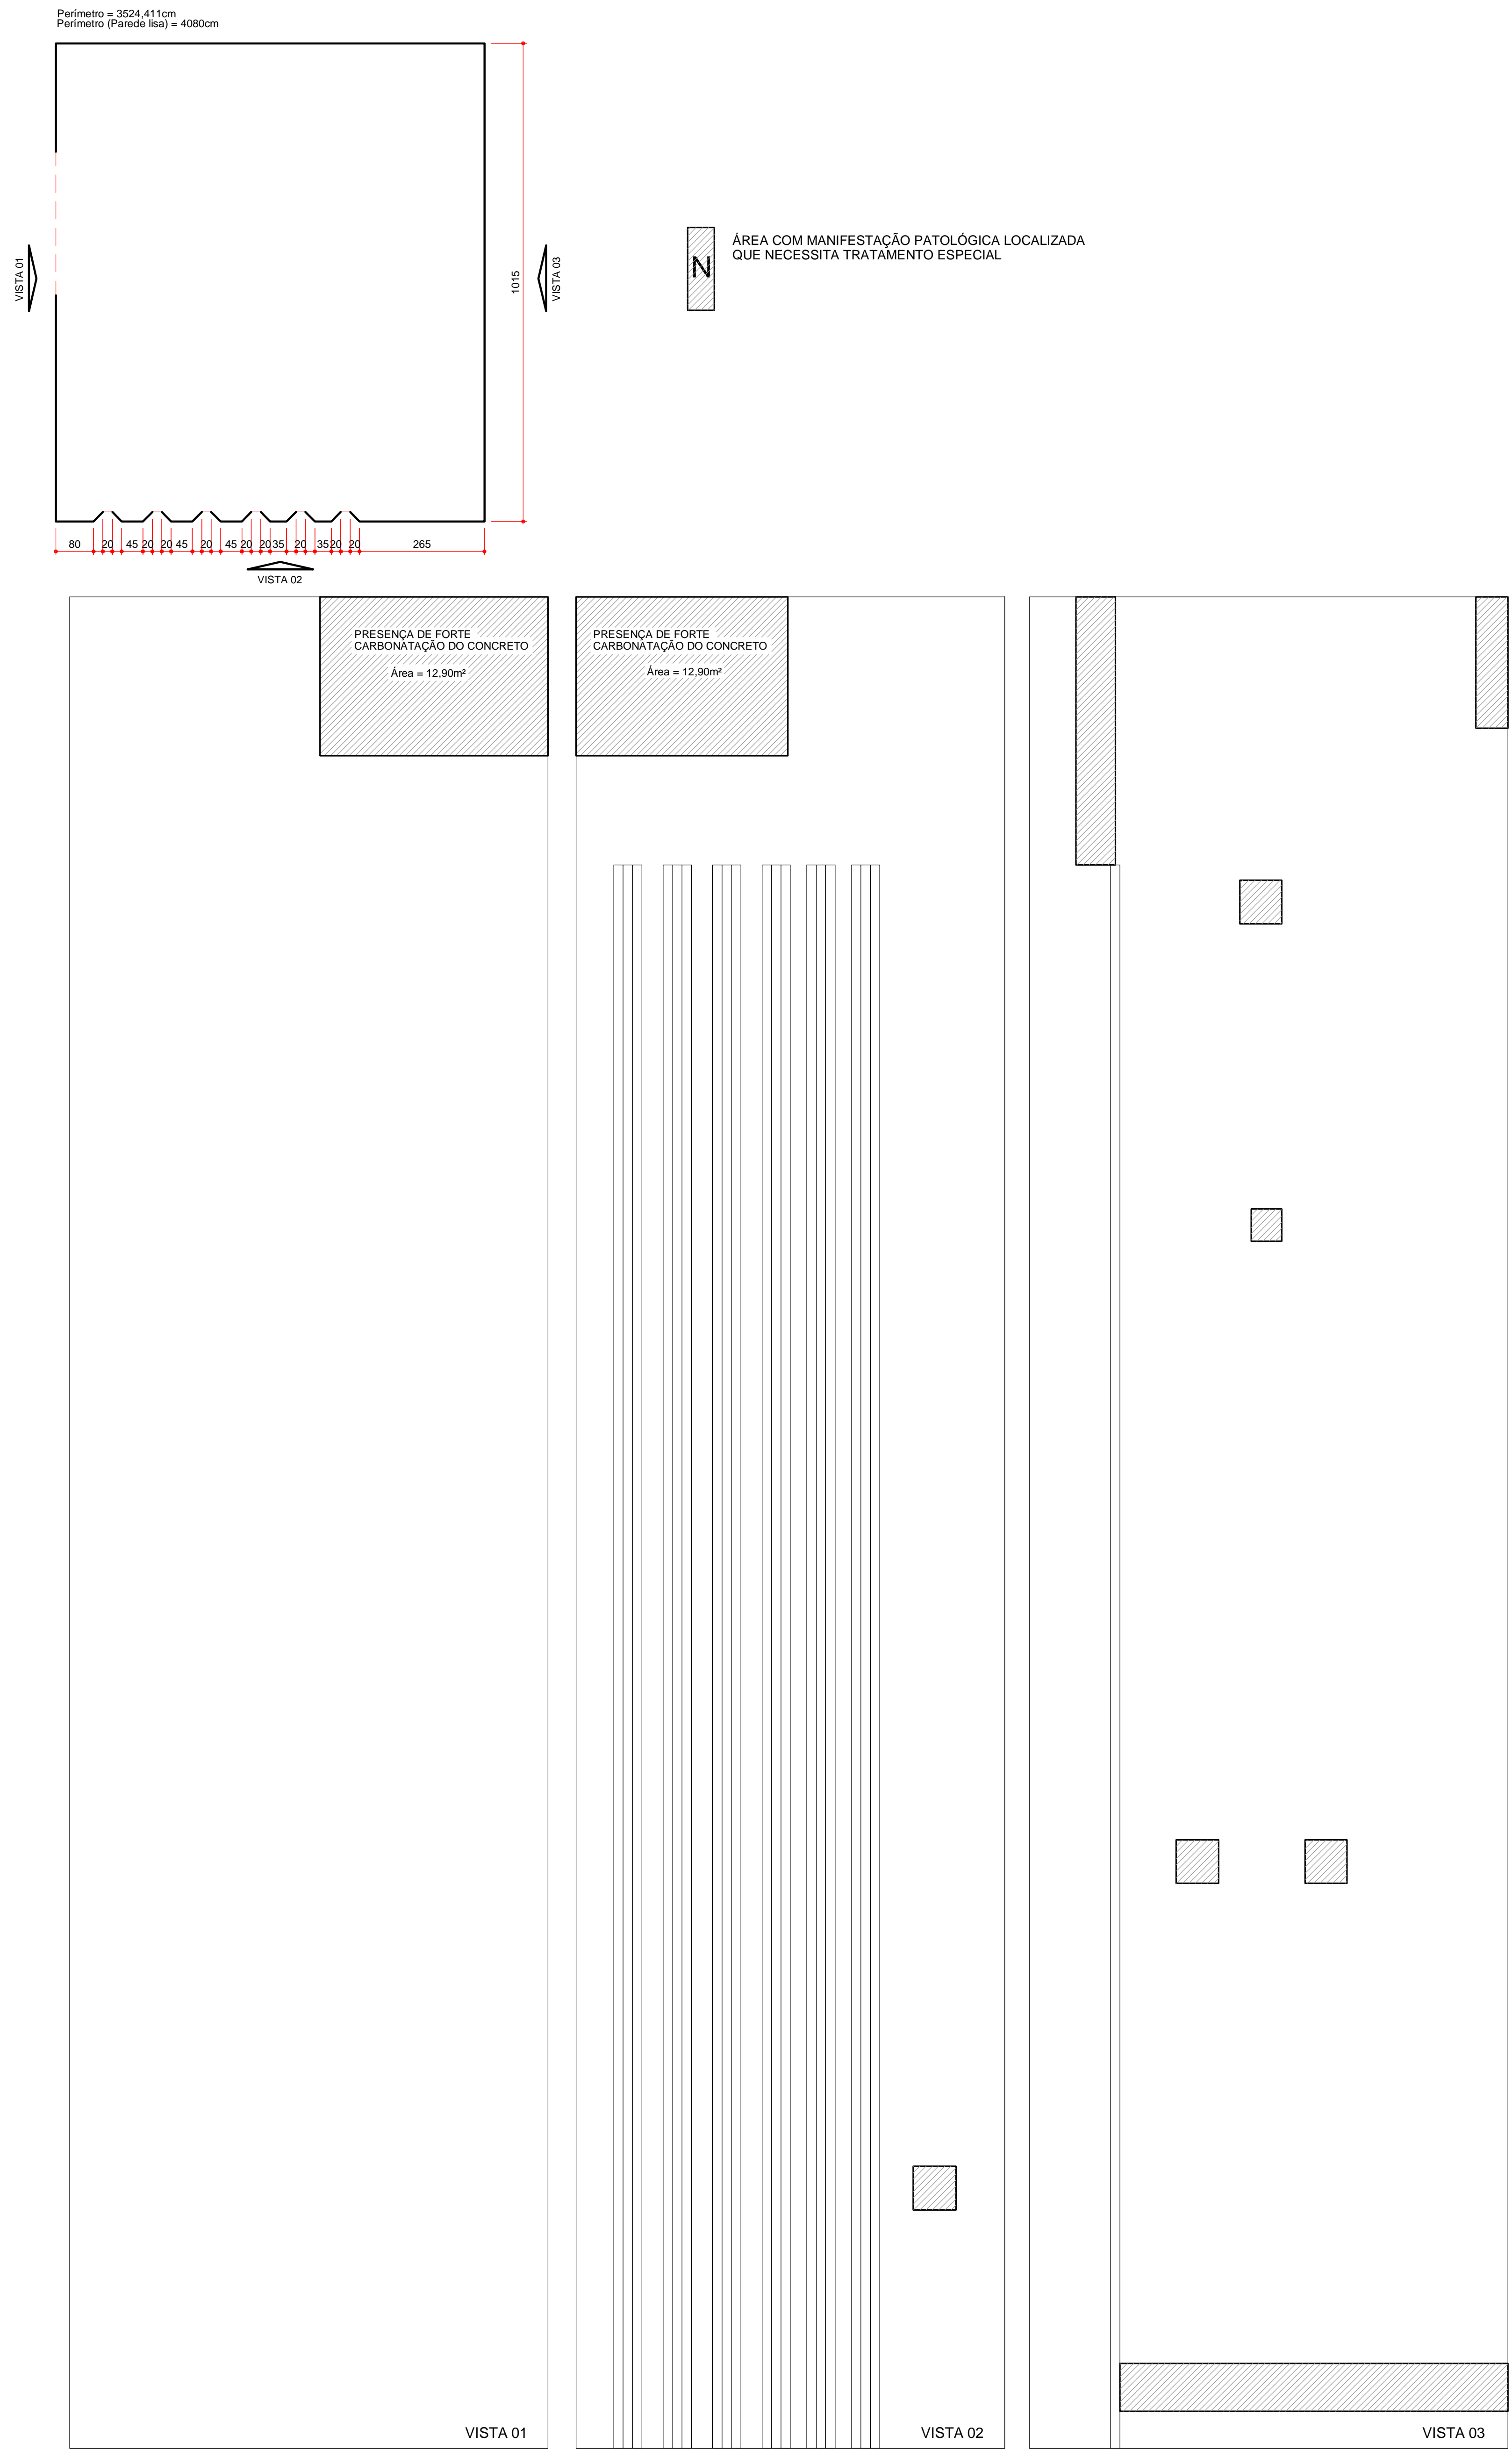 Perímetro = 3524,411cm
Perímetro (Parede lisa) = 4080cm
VISTA 01
1015
VISTA 03
N
ÁREA COM MANIFESTAÇÃO PATOLÓGICA LOCALIZADA
QUE NECESSITA TRATAMENTO ESPECIAL
80 20 45 20 20 45 20 45 20 20 35 20 35 20 20 265
VISTA 02
PRESENÇA DE FORTE
CARBONATAÇÃO DO CONCRETO
Área = 12,90m²
PRESENÇA DE FORTE
CARBONATAÇÃO DO CONCRETO
Área = 12,90m²
VISTA 01
VISTA 02
VISTA 03